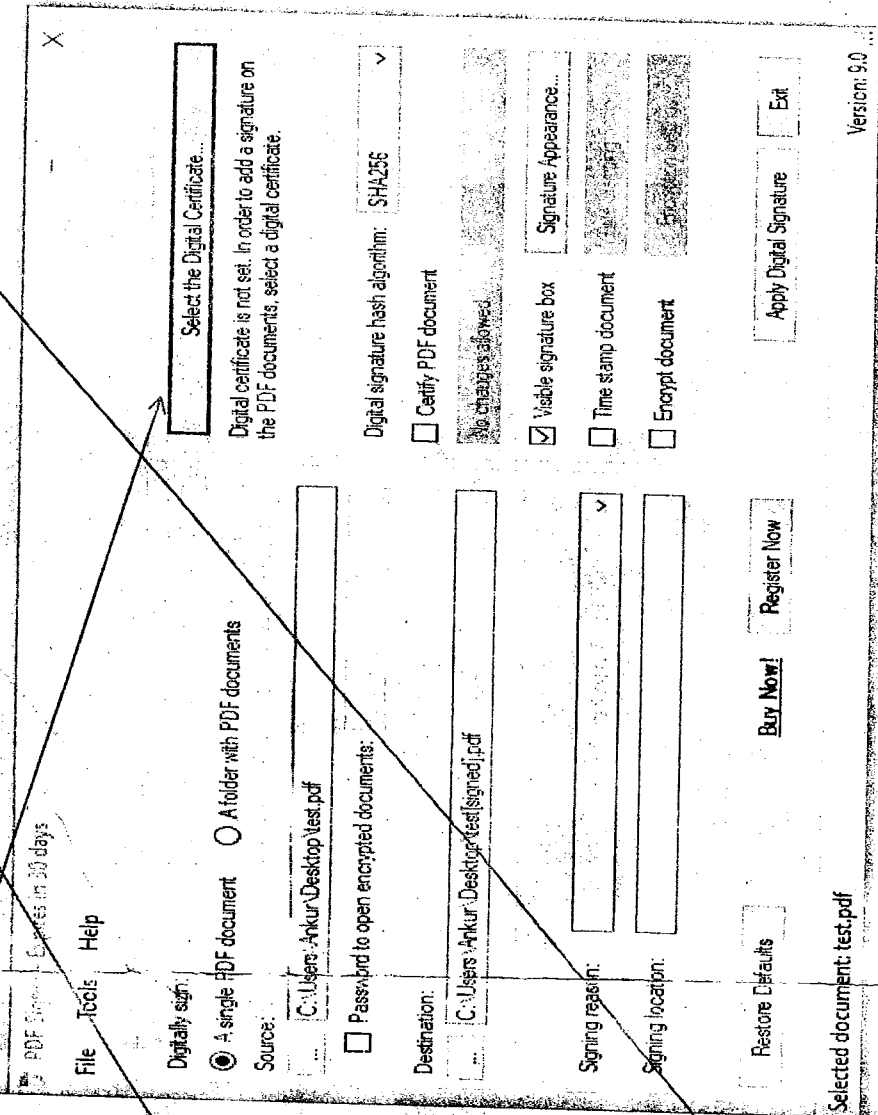 PDF Signer - Expires in 30 days
File Tools Help
Digitally sign:
A single PDF document A folder with PDF documents
Source:
... C:\Users\Ankur\Desktop\test.pdf
Password to open encrypted documents:
Destination:
... C:\Users\Ankur\Desktop\test[signed].pdf
Signing reason:
Signing location:
Select the Digital Certificate...
Digital certificate is not set. In order to add a signature on
the PDF documents, select a digital certificate.
Digital signature hash algorithm: SHA256
Certify PDF document
No changes allowed
Visible signature box Signature Appearance...
Time stamp document
Encrypt document
Restore Defaults Buy Now! Register Now Apply Digital Signature Exit
Selected document: test.pdf Version: 9.0